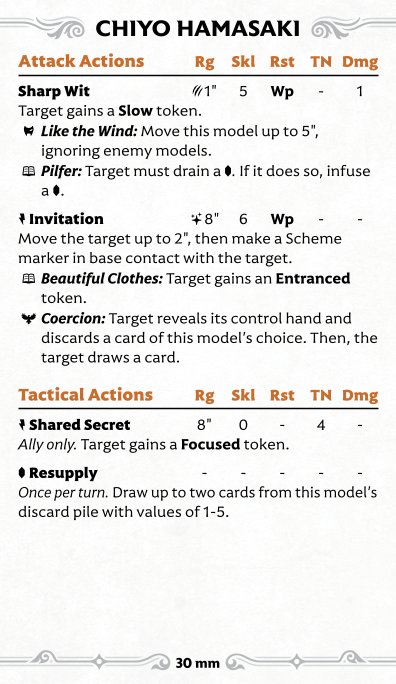 CHIYO HAMASAKI
Attack Actions Rg Skl Rst TN Dmg
Sharp Wit 1" 5 Wp - 1
Target gains a Slow token.
Like the Wind: Move this model up to 5",
ignoring enemy models.
Pilfer: Target must drain a . If it does so, infuse
a .
Invitation 8" 6 Wp - -
Move the target up to 2", then make a Scheme
marker in base contact with the target.
Beautiful Clothes: Target gains an Entranced
token.
Coercion: Target reveals its control hand and
discards a card of this model's choice. Then, the
target draws a card.
Tactical Actions Rg Skl Rst TN Dmg
Shared Secret 8" 0 - 4 -
Ally only. Target gains a Focused token.
Resupply - - - - -
Once per turn. Draw up to two cards from this model's
discard pile with values of 1-5.
30 mm